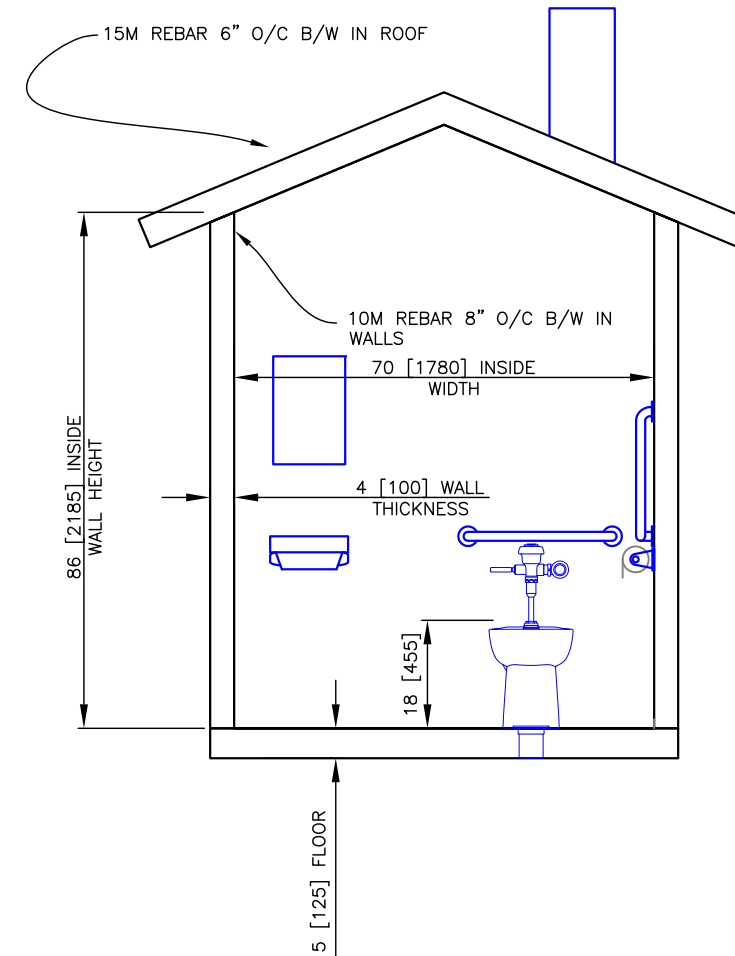 15M REBAR 6” O/C B/W IN ROOF
10M REBAR 8” O/C B/W IN
WALLS
70 [1780] INSIDE
WIDTH
86 [2185] INSIDE
WALL HEIGHT
4 [100] WALL
THICKNESS
18 [455]
5 [125] FLOOR